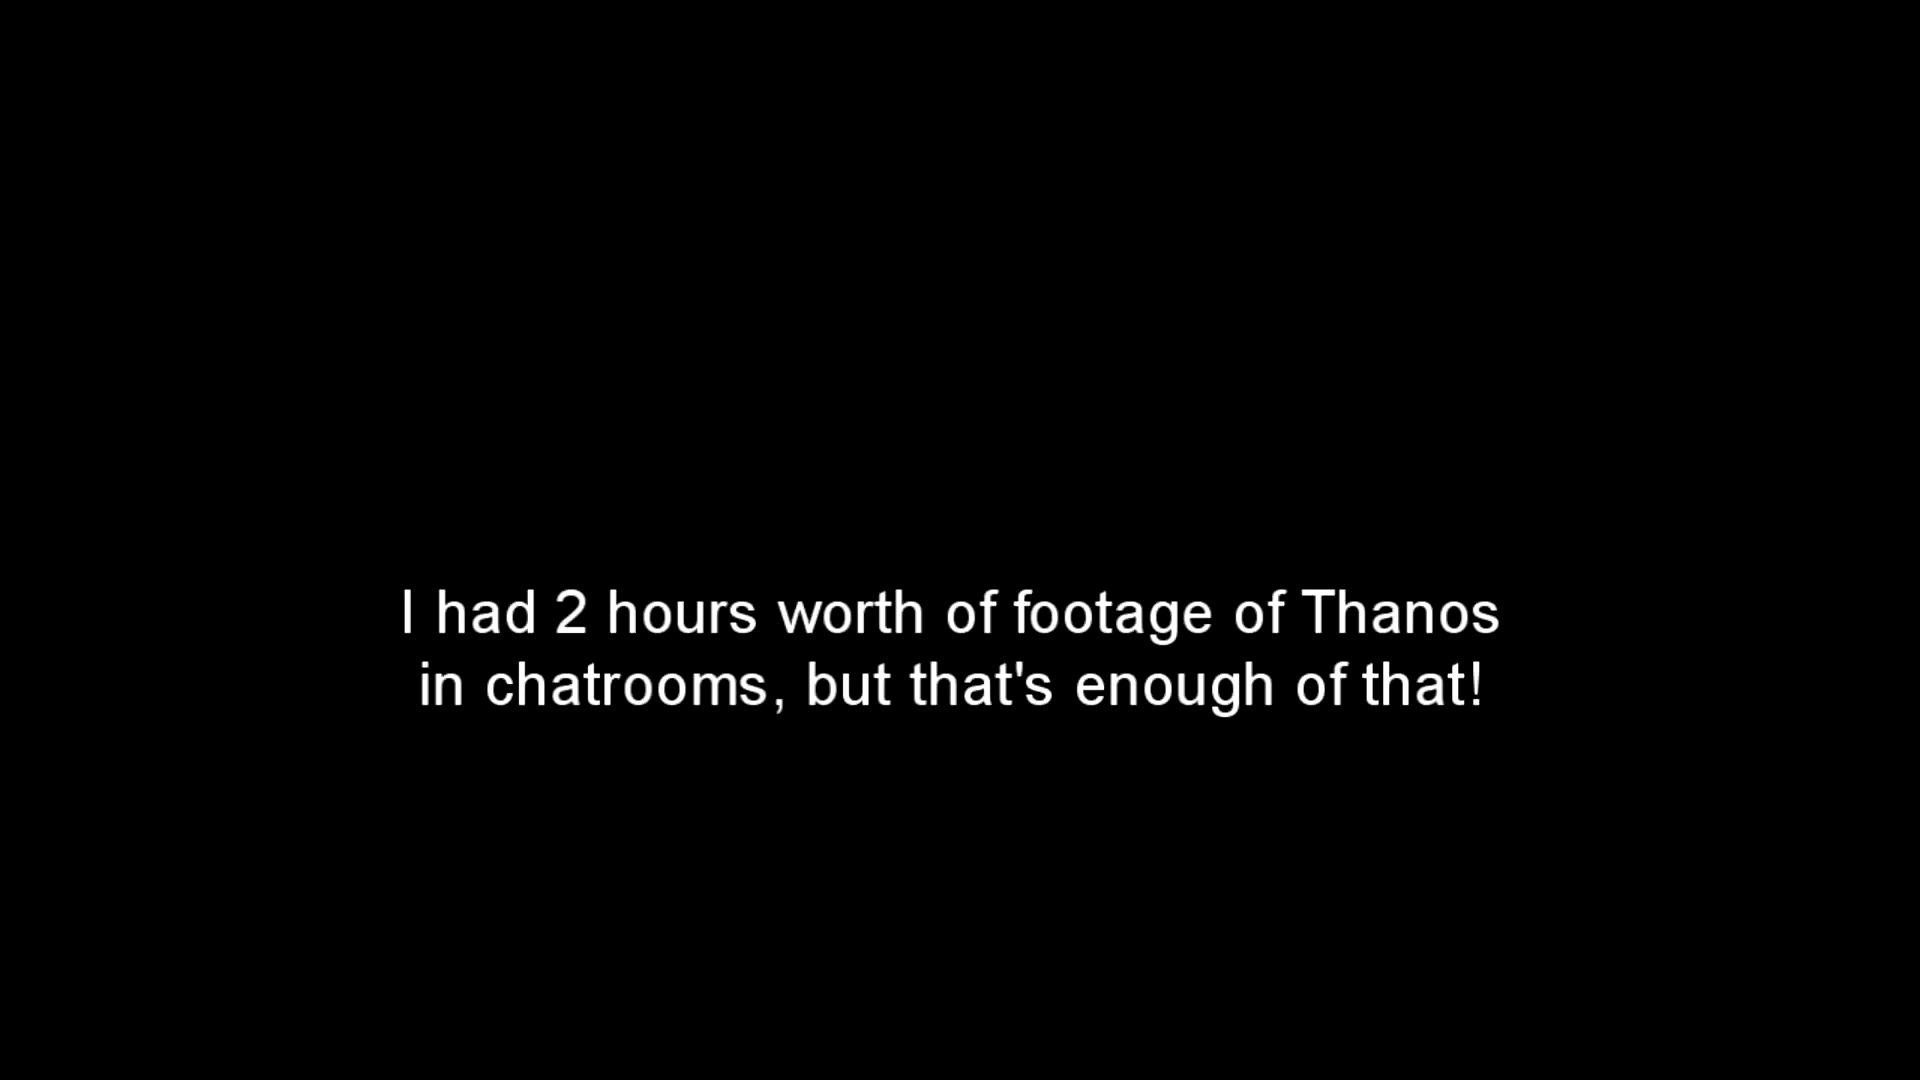 I had 2 hours worth of footage of Thanos
in chatrooms, but that's enough of that!